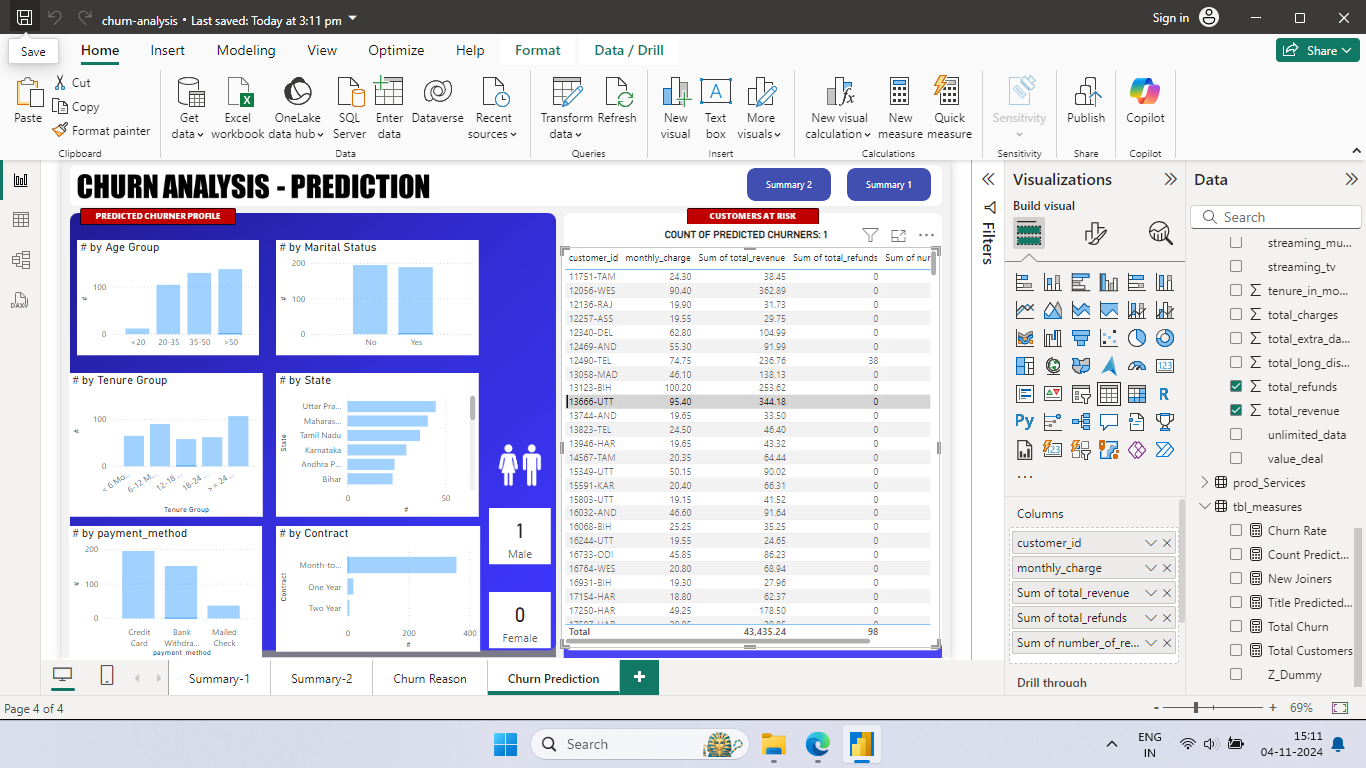 churn-analysis • Last saved: Today at 3:11 pm
Sign in
Save
Home Insert Modeling View Optimize Help Format Data / Drill
Share
Paste
Cut
Copy
Format painter
Clipboard
Get data
Excel workbook
OneLake data hub
SQL Server
Enter data
Dataverse
Recent sources
Data
Transform data
Refresh
Queries
New visual
Text box
More visuals
Insert
New visual calculation
New measure
Quick measure
Calculations
Sensitivity
Sensitivity
Publish
Share
Copilot
Copilot
CHURN ANALYSIS - PREDICTION
Summary 2
Summary 1
PREDICTED CHURNER PROFILE
# by Age Group
100
0
#
<20 20-35 35-50 >50
# by Marital Status
200
100
0
#
No Yes
# by Tenure Group
100
0
#
< 6 Mo... 6-12 M... 12-18 ... 18-24 ... >= 24 ...
Tenure Group
# by State
State
Uttar Pra...
Maharas...
Tamil Nadu
Karnataka
Andhra P...
Bihar
0 50
#
# by payment_method
200
100
0
#
Credit Card
Bank Withdra...
Mailed Check
payment_method
# by Contract
Contract
Month-to...
One Year
Two Year
0 200 400
#
1
Male
0
Female
CUSTOMERS AT RISK
COUNT OF PREDICTED CHURNERS: 1
customer_id monthly_charge Sum of total_revenue Sum of total_refunds Sum of nur
11751-TAM 24.30 38.45 0
12056-WES 90.40 362.89 0
12136-RAJ 19.90 31.73 0
12257-ASS 19.55 29.75 0
12340-DEL 62.80 104.99 0
12469-AND 55.30 91.99 0
12490-TEL 74.75 236.76 38
13058-MAD 46.10 138.13 0
13123-BIH 100.20 253.62 0
13666-UTT 95.40 344.18 0
13744-AND 19.65 33.50 0
13823-TEL 24.50 46.40 0
13946-HAR 19.65 43.32 0
14567-TAM 20.35 64.44 0
15349-UTT 50.15 90.02 0
15591-KAR 20.40 66.31 0
15803-UTT 19.15 41.52 0
16032-AND 46.60 91.64 0
16068-BIH 25.25 35.25 0
16244-UTT 19.55 24.65 0
16733-ODI 45.85 86.23 0
16764-WES 20.80 68.94 0
16931-BIH 19.30 27.96 0
17154-HAR 18.80 62.37 0
17250-HAR 49.25 178.50 0
Total 43,435.24 98
Filters
Visualizations
Build visual
Columns
customer_id
monthly_charge
Sum of total_revenue
Sum of total_refunds
Sum of number_of_re...
Drill through
Data
Search
streaming_mu...
streaming_tv
tenure_in_mo...
total_charges
total_extra_da...
total_long_dis...
total_refunds
total_revenue
unlimited_data
value_deal
prod_Services
tbl_measures
Churn Rate
Count Predict...
New Joiners
Title Predicted...
Total Churn
Total Customers
Z_Dummy
Summary-1 Summary-2 Churn Reason Churn Prediction +
Page 4 of 4
- + 69%
Search
ENG
IN
15:11
04-11-2024